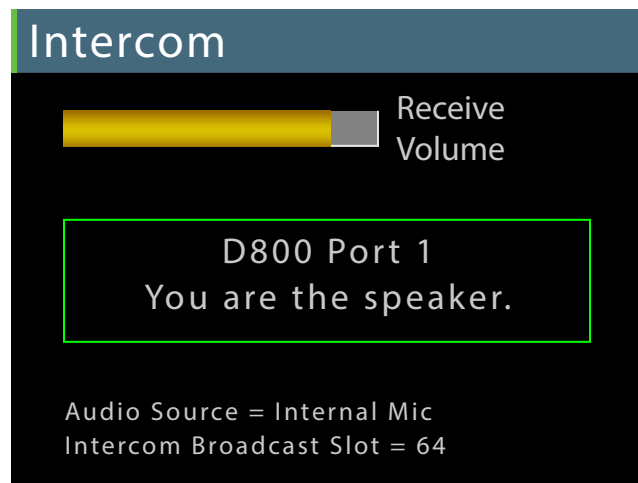 Intercom
Receive
Volume
D800 Port 1
You are the speaker.
Audio Source = Internal Mic
Intercom Broadcast Slot = 64